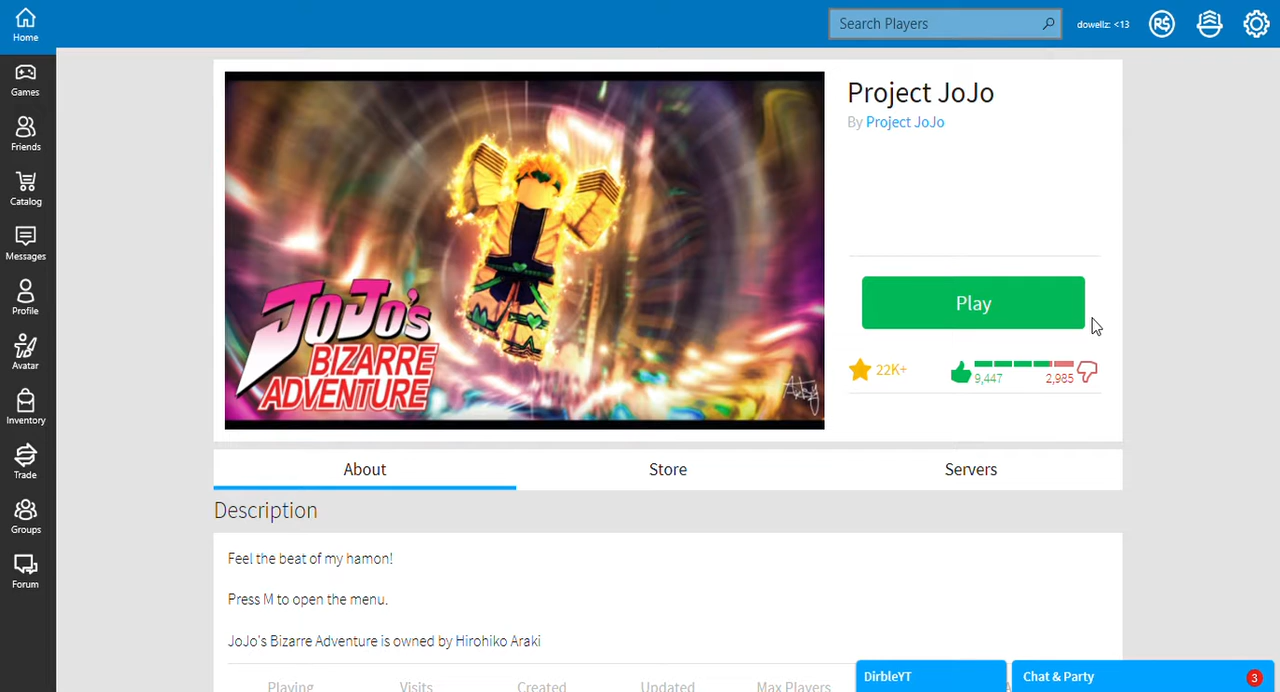 Home
Search Players
dowellz: <13
R$
Games
Friends
Catalog
Messages
Profile
Avatar
Inventory
Trade
Groups
Forum
JoJo's
BIZARRE
ADVENTURE
Project JoJo
By Project JoJo
Play
22K+
9,447
2,985
About
Store
Servers
Description
Feel the beat of my hamon!
Press M to open the menu.
JoJo's Bizarre Adventure is owned by Hirohiko Araki
Playing
Visits
Created
Updated
Max Players
DirbleYT
Chat & Party
3